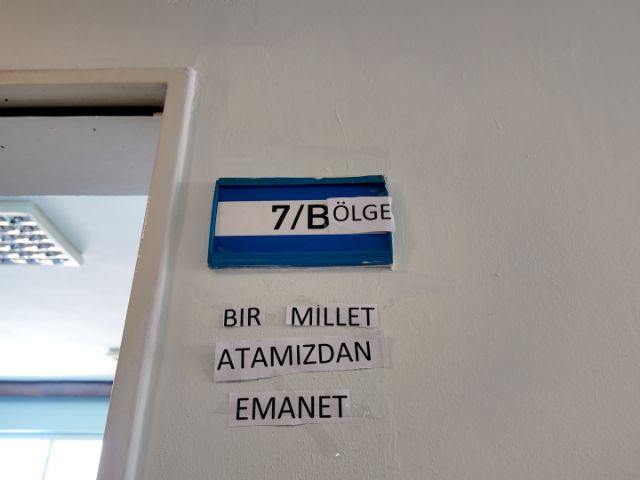 7/BÖLGE
BIR MİLLET
ATAMIZDAN
EMANET